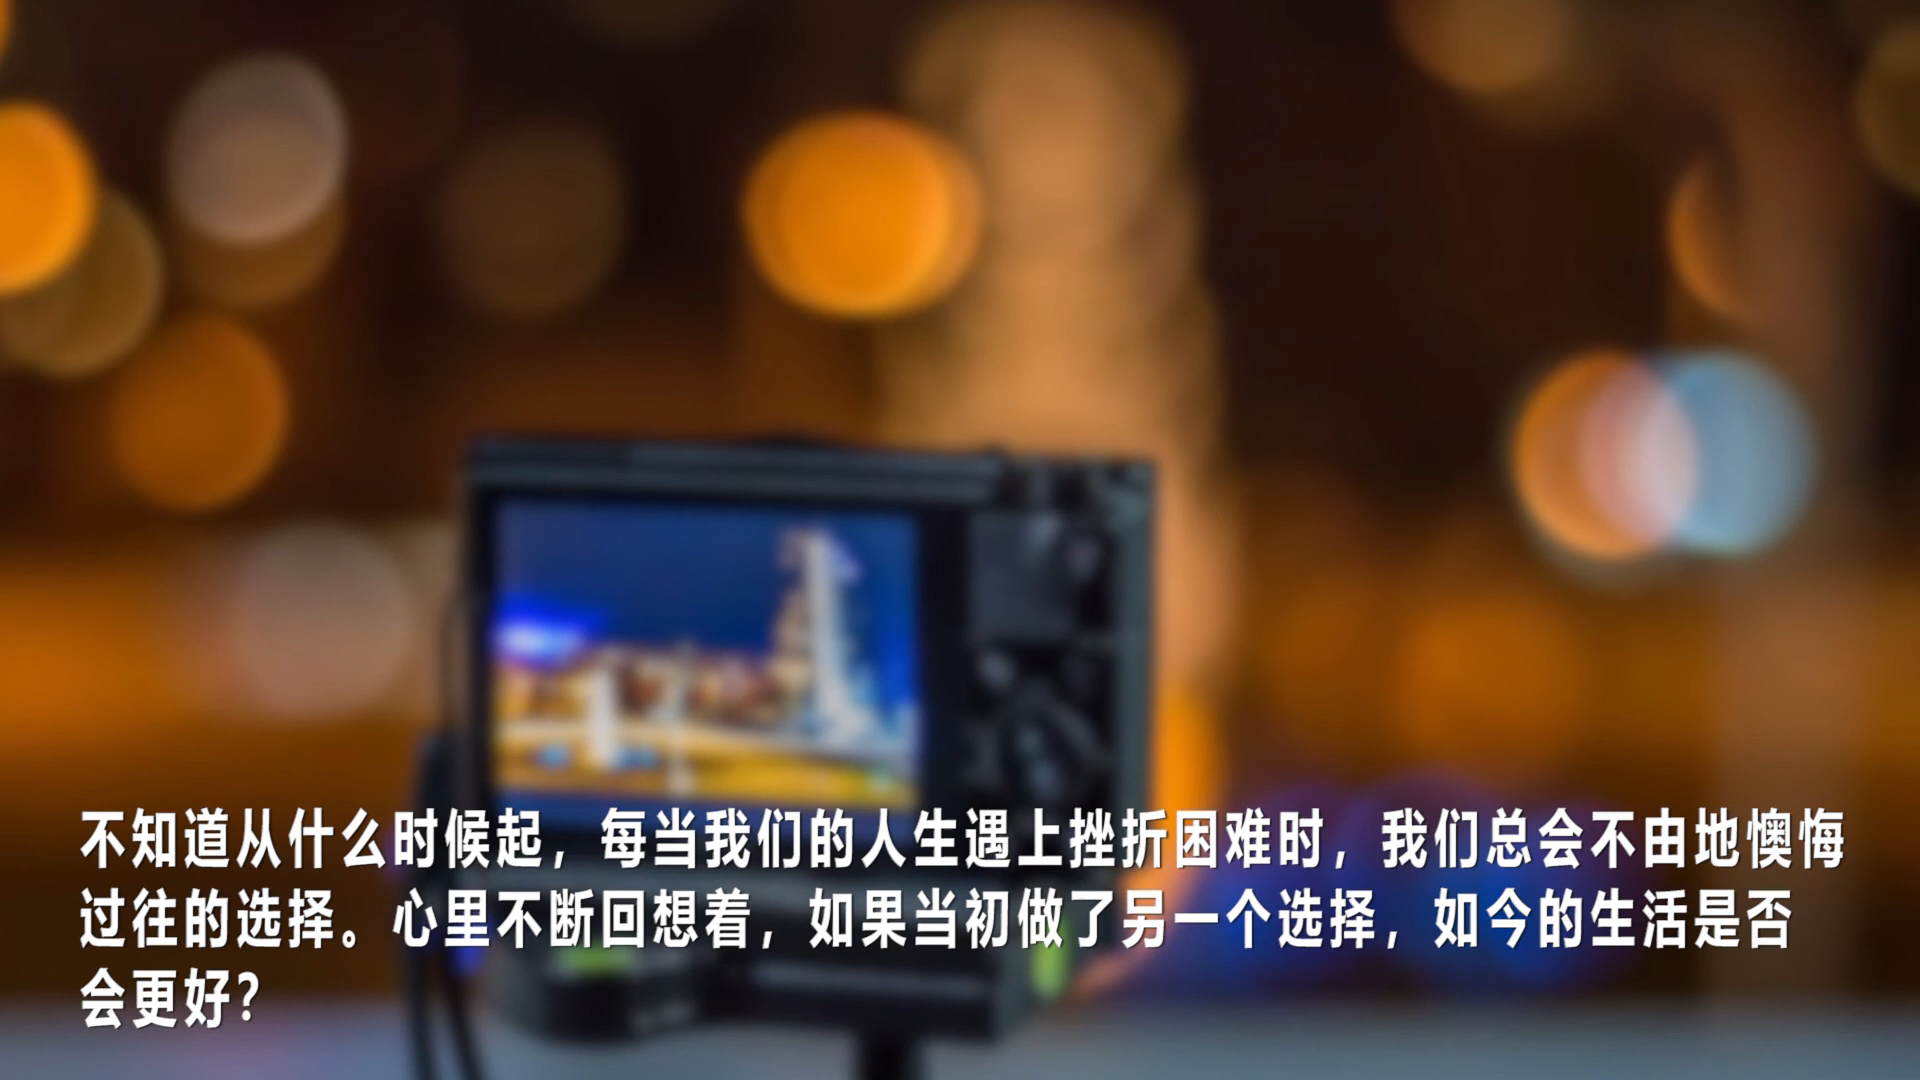 不知道从什么时候起，每当我们的人生遇上挫折困难时，我们总会不由地懊悔
过往的选择。心里不断回想着，如果当初做了另一个选择，如今的生活是否
会更好？